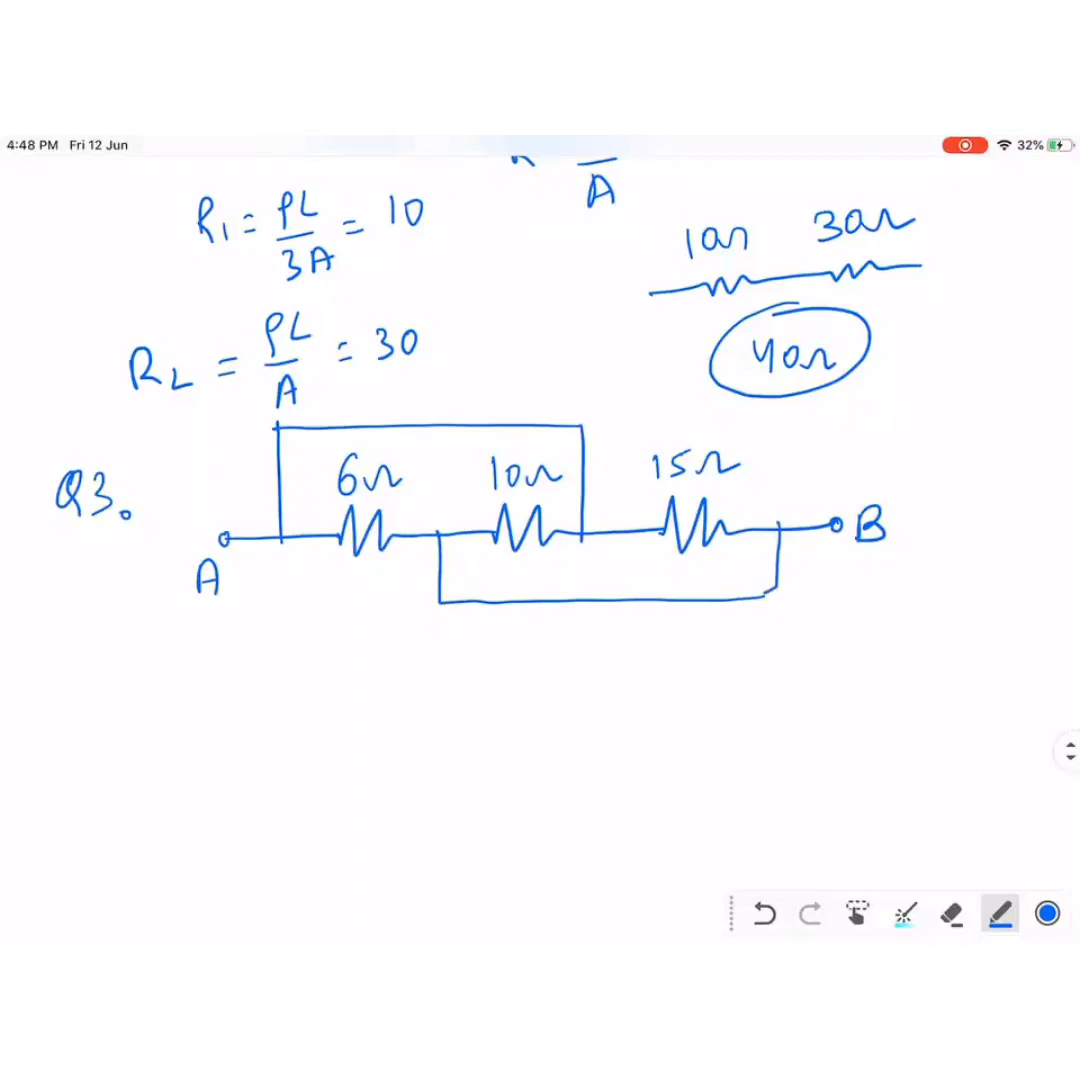 4:48 PM Fri 12 Jun 32%
A
R1 = ρL/3A = 10
10Ω 30Ω
R2 = ρL/A = 30
40Ω
Q3.
6Ω 10Ω 15Ω
A B